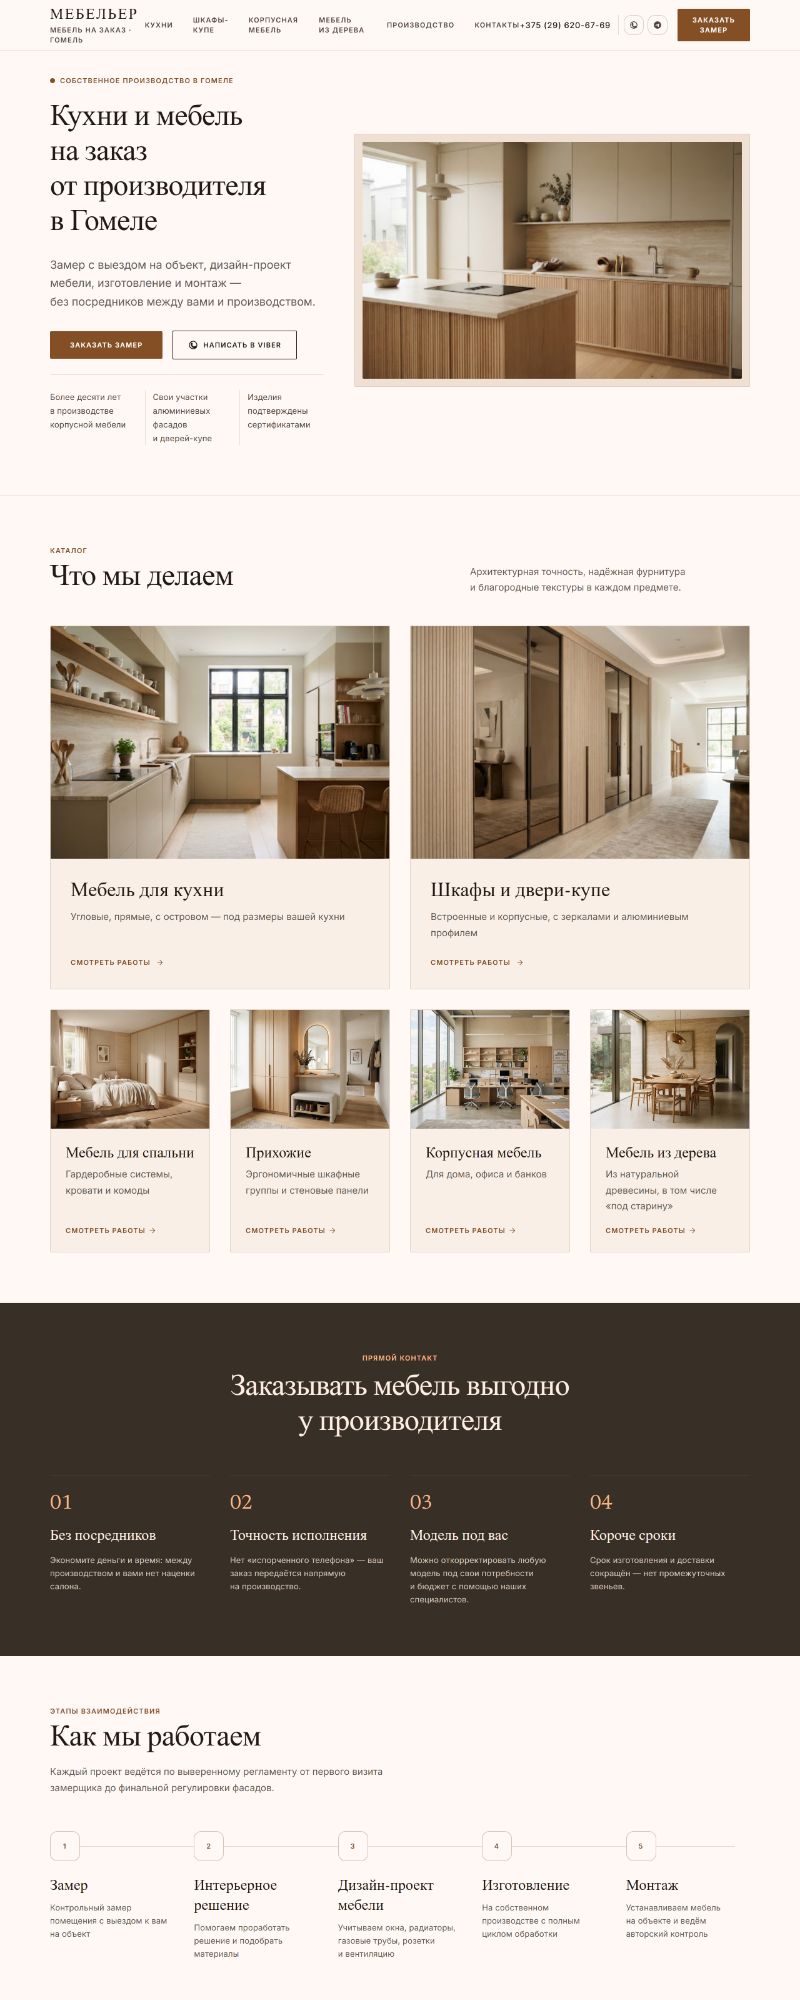 МЕБЕЛЬЕР
МЕБЕЛЬ НА ЗАКАЗ ·
ГОМЕЛЬ
КУХНИ
ШКАФЫ-
КУПЕ
КОРПУСНАЯ
МЕБЕЛЬ
МЕБЕЛЬ
ИЗ ДЕРЕВА
ПРОИЗВОДСТВО
КОНТАКТЫ
+375 (29) 620-67-69
ЗАКАЗАТЬ
ЗАМЕР
СОБСТВЕННОЕ ПРОИЗВОДСТВО В ГОМЕЛЕ
Кухни и мебель
на заказ
от производителя
в Гомеле
Замер с выездом на объект, дизайн-проект
мебели, изготовление и монтаж —
без посредников между вами и производством.
ЗАКАЗАТЬ ЗАМЕР
НАПИСАТЬ В VIBER
Более десяти лет
в производстве
корпусной мебели
Свои участки
алюминиевых
фасадов
и дверей-купе
Изделия
подтверждены
сертификатами
КАТАЛОГ
Что мы делаем
Архитектурная точность, надёжная фурнитура
и благородные текстуры в каждом предмете.
Мебель для кухни
Угловые, прямые, с островом — под размеры вашей кухни
СМОТРЕТЬ РАБОТЫ →
Шкафы и двери-купе
Встроенные и корпусные, с зеркалами и алюминиевым
профилем
СМОТРЕТЬ РАБОТЫ →
Мебель для спальни
Гардеробные системы,
кровати и комоды
СМОТРЕТЬ РАБОТЫ →
Прихожие
Эргономичные шкафные
группы и стеновые панели
СМОТРЕТЬ РАБОТЫ →
Корпусная мебель
Для дома, офиса и банков
СМОТРЕТЬ РАБОТЫ →
Мебель из дерева
Из натуральной
древесины, в том числе
«под старину»
СМОТРЕТЬ РАБОТЫ →
ПРЯМОЙ КОНТАКТ
Заказывать мебель выгодно
у производителя
01
Без посредников
Экономите деньги и время: между
производством и вами нет наценки
салона.
02
Точность исполнения
Нет «испорченного телефона» — ваш
заказ передаётся напрямую
на производство.
03
Модель под вас
Можно откорректировать любую
модель под свои потребности
и бюджет с помощью наших
специалистов.
04
Короче сроки
Срок изготовления и доставки
сокращён — нет промежуточных
звеньев.
ЭТАПЫ ВЗАИМОДЕЙСТВИЯ
Как мы работаем
Каждый проект ведётся по выверенному регламенту от первого визита
замерщика до финальной регулировки фасадов.
1
Замер
Контрольный замер
помещения с выездом к вам
на объект
2
Интерьерное
решение
Помогаем проработать
решение и подобрать
материалы
3
Дизайн-проект
мебели
Учитываем окна, радиаторы,
газовые трубы, розетки
и вентиляцию
4
Изготовление
На собственном
производстве с полным
циклом обработки
5
Монтаж
Устанавливаем мебель
на объекте и ведём
авторский контроль